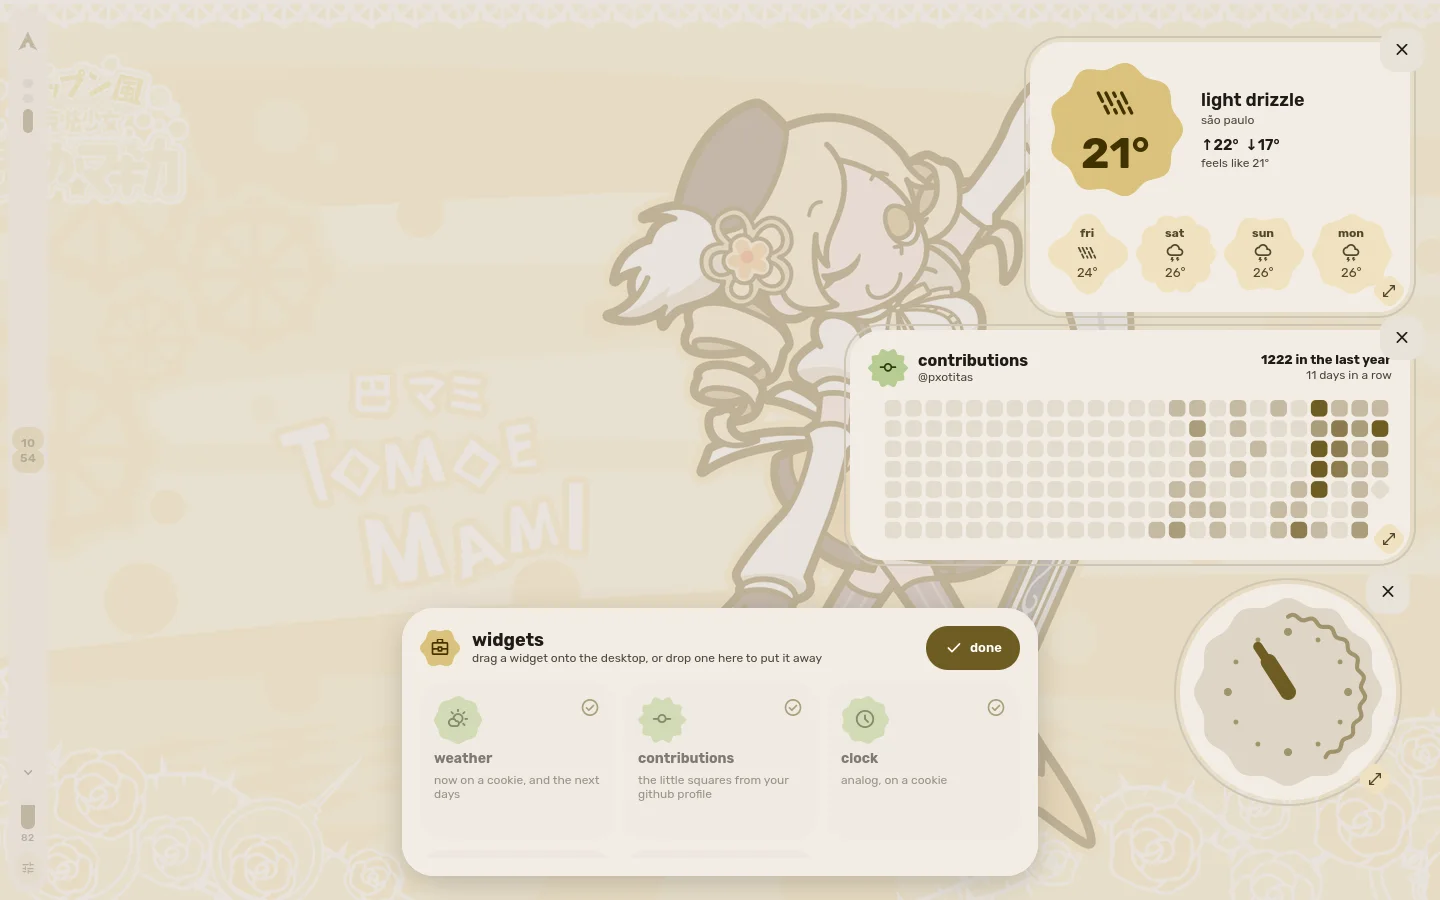 プン風
10
54
82
巴マミ
TOMOE
MAMI
21°
light drizzle
são paulo
↑22° ↓17°
feels like 21°
fri
sat
sun
mon
24°
26°
26°
26°
contributions
@pxotitas
1222 in the last year
11 days in a row
widgets
drag a widget onto the desktop, or drop one here to put it away
done
weather
now on a cookie, and the next
days
contributions
the little squares from your
github profile
clock
analog, on a cookie